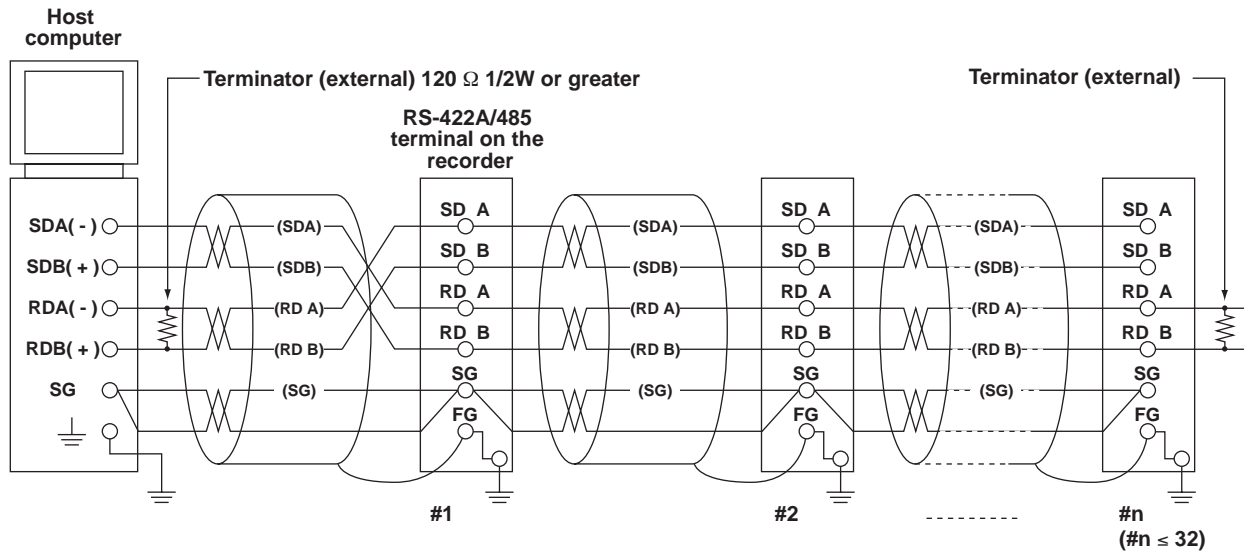 Host
computer
Terminator (external) 120 Ω 1/2W or greater
Terminator (external)
RS-422A/485
terminal on the
recorder
SDA( - )
SDB( + )
RDA( - )
RDB( + )
SG
(SDA)
(SDB)
(RD A)
(RD B)
(SG)
SD A
SD B
RD A
RD B
SG
FG
(SDA)
(SDB)
(RD A)
(RD B)
(SG)
SD A
SD B
RD A
RD B
SG
FG
(SDA)
(SDB)
(RD A)
(RD B)
(SG)
SD A
SD B
RD A
RD B
SG
FG
#1
#2
#n
(#n ≤ 32)